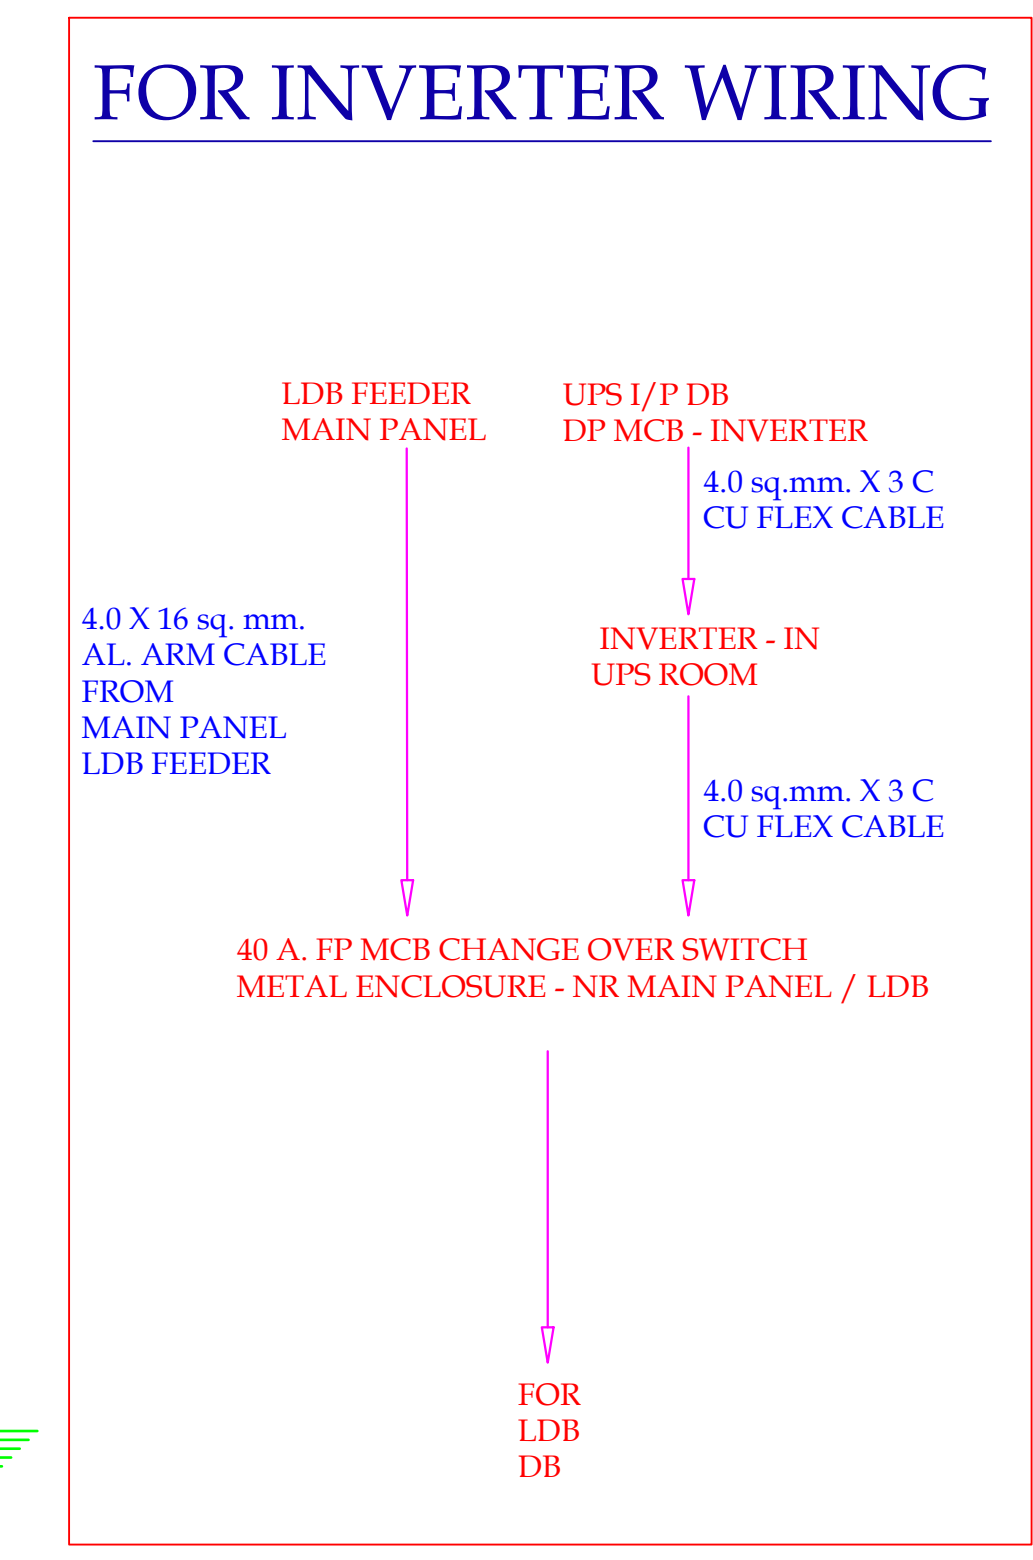 FOR INVERTER WIRING
LDB FEEDER
MAIN PANEL
UPS I/P DB
DP MCB - INVERTER
4.0 sq.mm. X 3 C
CU FLEX CABLE
4.0 X 16 sq. mm.
AL. ARM CABLE
FROM
MAIN PANEL
LDB FEEDER
INVERTER - IN
UPS ROOM
4.0 sq.mm. X 3 C
CU FLEX CABLE
40 A. FP MCB CHANGE OVER SWITCH
METAL ENCLOSURE - NR MAIN PANEL / LDB
FOR
LDB
DB